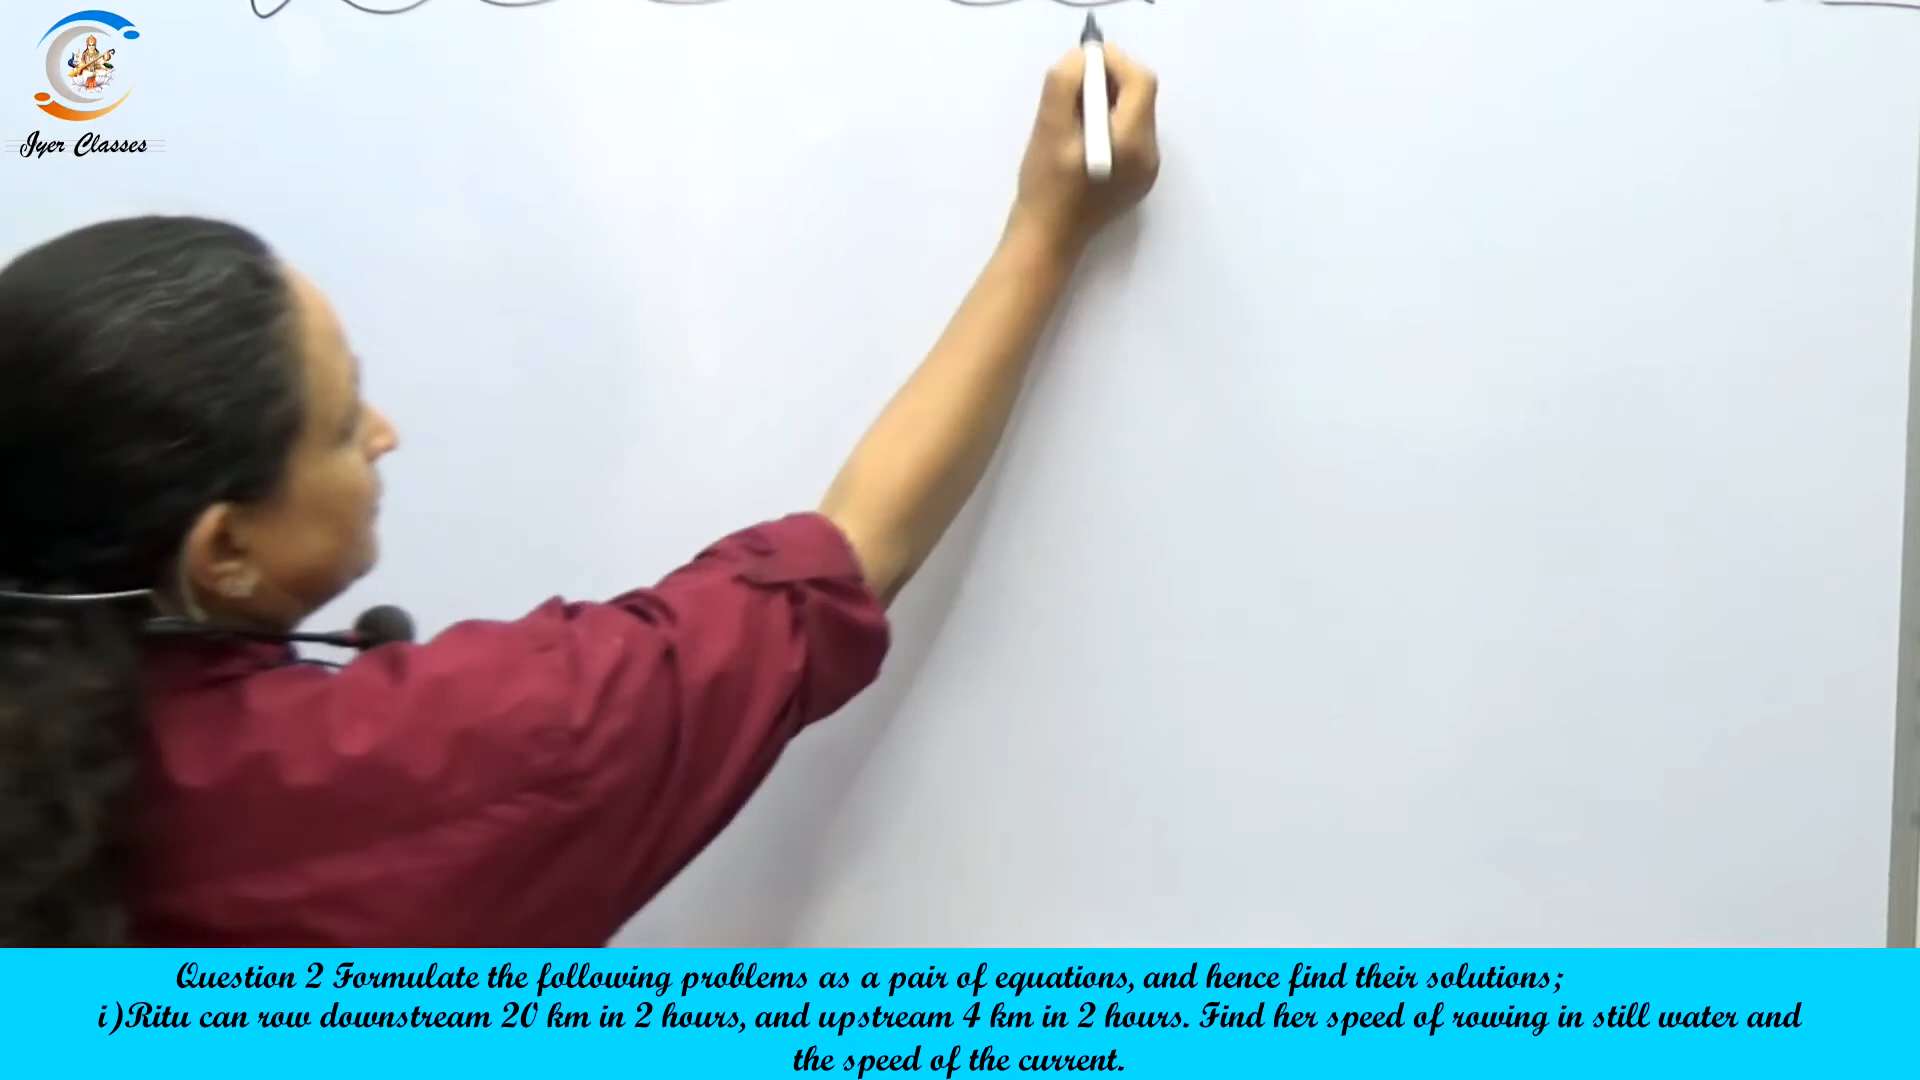 Iyer Classes
Question 2 Formulate the following problems as a pair of equations, and hence find their solutions;
i)Ritu can row downstream 20 km in 2 hours, and upstream 4 km in 2 hours. Find her speed of rowing in still water and
the speed of the current.